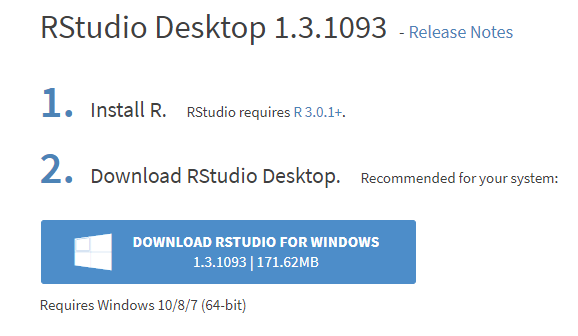 RStudio Desktop 1.3.1093 - Release Notes
1. Install R. RStudio requires R 3.0.1+.
2. Download RStudio Desktop. Recommended for your system:
DOWNLOAD RSTUDIO FOR WINDOWS
1.3.1093 | 171.62MB
Requires Windows 10/8/7 (64-bit)